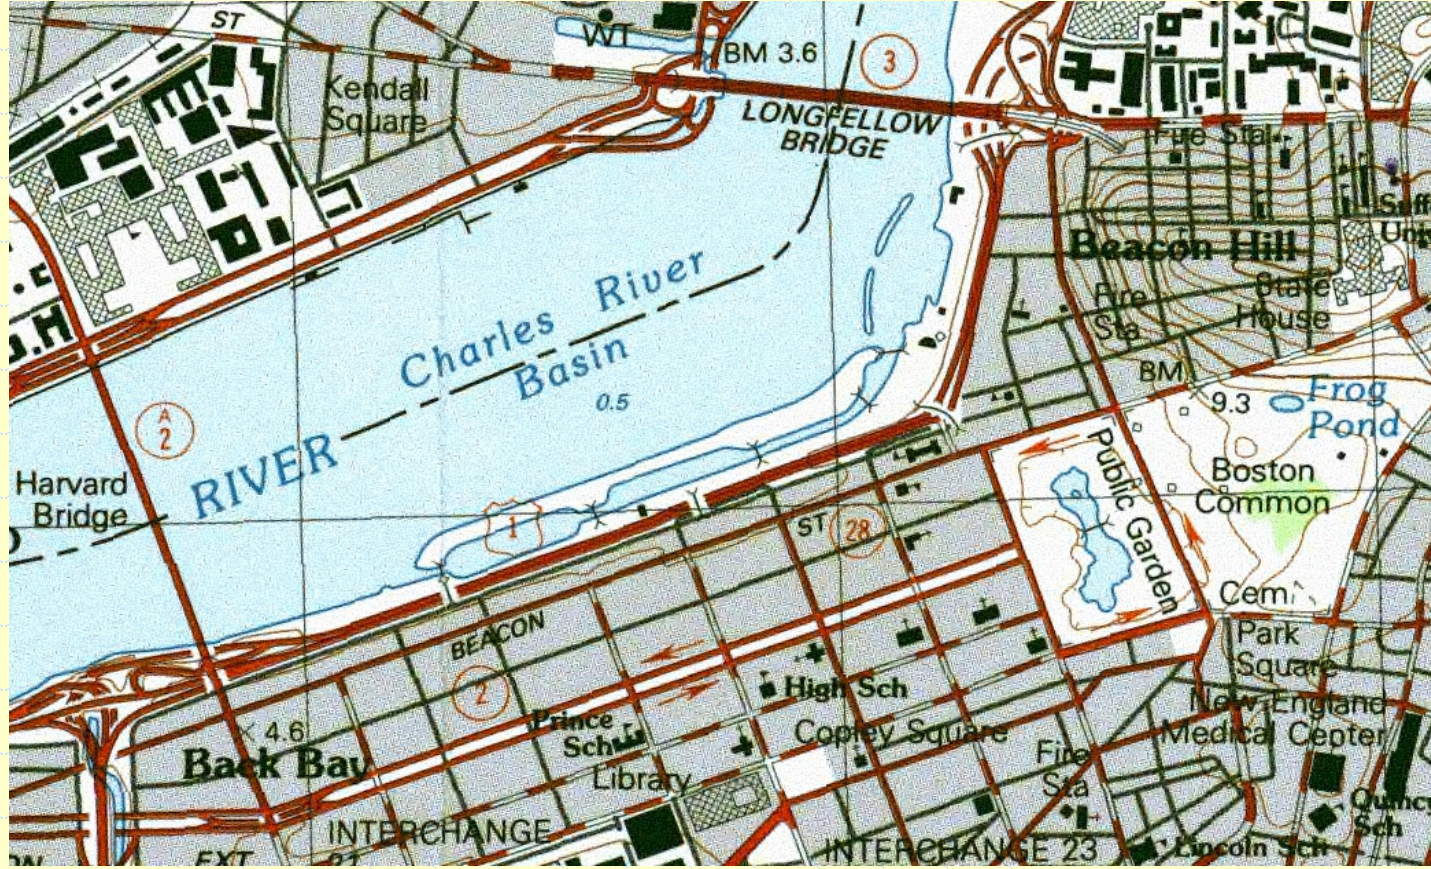 ST
WT
BM 3.6
3
Kendall
Square
LONGFELLOW
BRIDGE
Fire Sta
Suff
Univ
Beacon Hill
Charles River
Basin
0.5
Fire
Sta
State
House
BM
9.3
Frog
Pond
A
2
RIVER
Harvard
Bridge
Public Garden
Boston
Common
1
ST
28
Cem
BEACON
Park
Square
2
High Sch
New England
Medical Center
Prince
Sch
Copley Square
4.6
Back Bay
Library
Fire
Sta
Quincy
Sch
INTERCHANGE
INTERCHANGE 23
Lincoln Sch
EXT